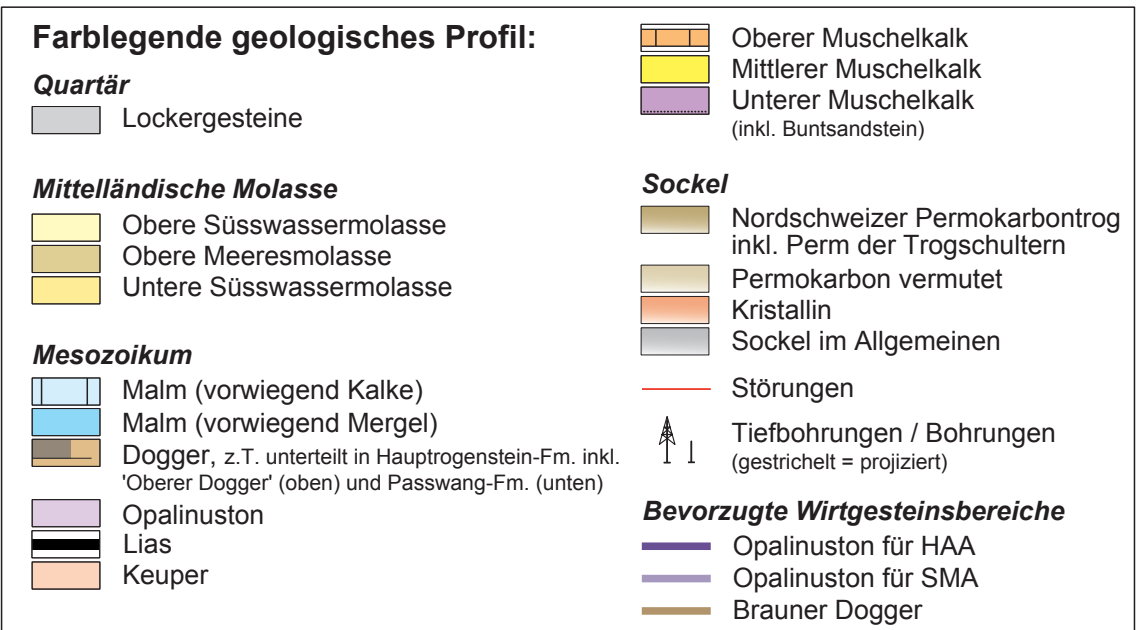 Farblegende geologisches Profil:
Quartär
Lockergesteine
Mittelländische Molasse
Obere Süsswassermolasse
Obere Meeresmolasse
Untere Süsswassermolasse
Mesozoikum
Malm (vorwiegend Kalke)
Malm (vorwiegend Mergel)
Dogger, z.T. unterteilt in Hauptrogenstein-Fm. inkl.
'Oberer Dogger' (oben) und Passwang-Fm. (unten)
Opalinuston
Lias
Keuper
Oberer Muschelkalk
Mittlerer Muschelkalk
Unterer Muschelkalk
(inkl. Buntsandstein)
Sockel
Nordschweizer Permokarbontrog
inkl. Perm der Trogschultern
Permokarbon vermutet
Kristallin
Sockel im Allgemeinen
Störungen
Tiefbohrungen / Bohrungen
(gestrichelt = projiziert)
Bevorzugte Wirtgesteinsbereiche
Opalinuston für HAA
Opalinuston für SMA
Brauner Dogger